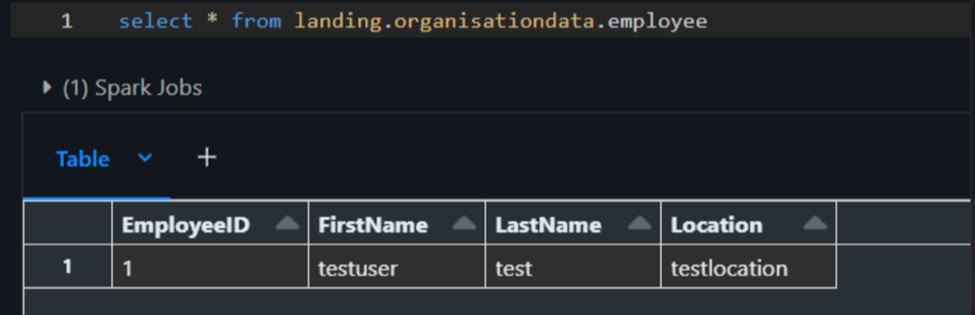 1 select * from landing.organisationdata.employee
(1) Spark Jobs
Table +
EmployeeID FirstName LastName Location
1 1 testuser test testlocation